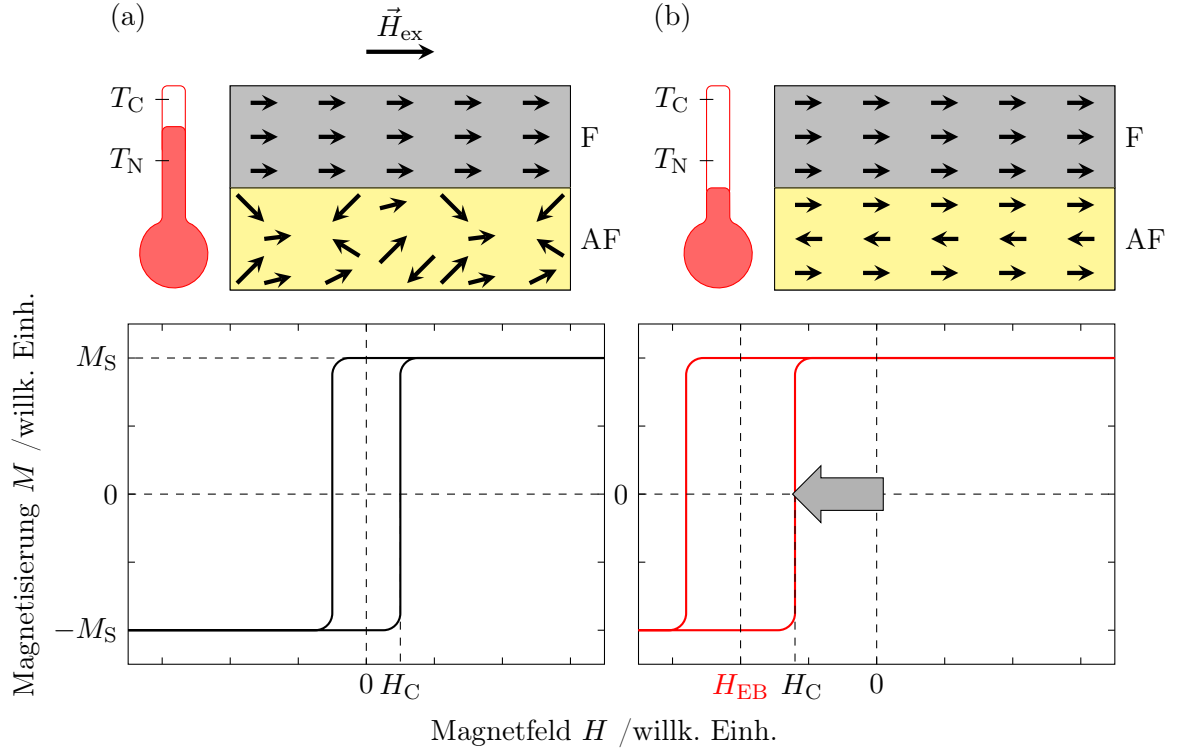 (a)
(b)
H⃗ex
TC
TN
F
AF
TC
TN
F
AF
Magnetisierung M /willk. Einh.
MS
0
−MS
0
0 HC
HEB HC 0
Magnetfeld H /willk. Einh.